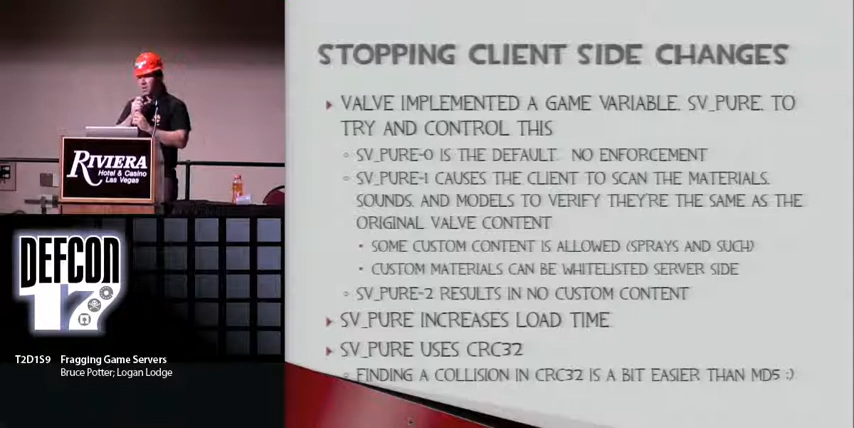 STOPPING CLIENT SIDE CHANGES
VALVE IMPLEMENTED A GAME VARIABLE, SV_PURE, TO
TRY AND CONTROL THIS
SV_PURE=0 IS THE DEFAULT. NO ENFORCEMENT
SV_PURE=1 CAUSES THE CLIENT TO SCAN THE MATERIALS,
SOUNDS, AND MODELS TO VERIFY THEY'RE THE SAME AS THE
ORIGINAL VALVE CONTENT
SOME CUSTOM CONTENT IS ALLOWED (SPRAYS AND SUCH)
CUSTOM MATERIALS CAN BE WHITELISTED SERVER SIDE
SV_PURE=2 RESULTS IN NO CUSTOM CONTENT
SV_PURE INCREASES LOAD TIME
SV_PURE USES CRC32
FINDING A COLLISION IN CRC32 IS A BIT EASIER THAN MD5 :)
RIVIERA
Hotel & Casino
Las Vegas
DEFCON
17
T2D1S9 Fragging Game Servers
Bruce Potter; Logan Lodge